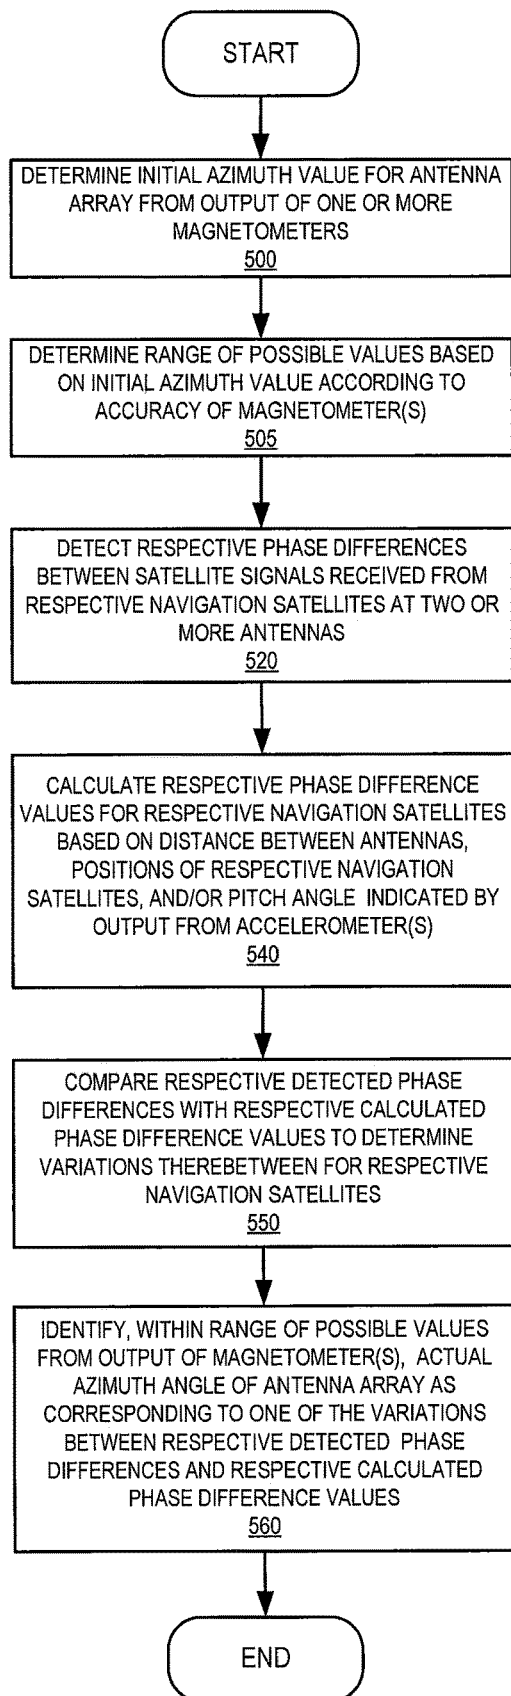 START
DETERMINE INITIAL AZIMUTH VALUE FOR ANTENNA
ARRAY FROM OUTPUT OF ONE OR MORE
MAGNETOMETERS
500
DETERMINE RANGE OF POSSIBLE VALUES BASED
ON INITIAL AZIMUTH VALUE ACCORDING TO
ACCURACY OF MAGNETOMETER(S)
505
DETECT RESPECTIVE PHASE DIFFERENCES
BETWEEN SATELLITE SIGNALS RECEIVED FROM
RESPECTIVE NAVIGATION SATELLITES AT TWO OR
MORE ANTENNAS
520
CALCULATE RESPECTIVE PHASE DIFFERENCE
VALUES FOR RESPECTIVE NAVIGATION SATELLITES
BASED ON DISTANCE BETWEEN ANTENNAS,
POSITIONS OF RESPECTIVE NAVIGATION
SATELLITES, AND/OR PITCH ANGLE INDICATED BY
OUTPUT FROM ACCELEROMETER(S)
540
COMPARE RESPECTIVE DETECTED PHASE
DIFFERENCES WITH RESPECTIVE CALCULATED
PHASE DIFFERENCE VALUES TO DETERMINE
VARIATIONS THEREBETWEEN FOR RESPECTIVE
NAVIGATION SATELLITES
550
IDENTIFY, WITHIN RANGE OF POSSIBLE VALUES
FROM OUTPUT OF MAGNETOMETER(S), ACTUAL
AZIMUTH ANGLE OF ANTENNA ARRAY AS
CORRESPONDING TO ONE OF THE VARIATIONS
BETWEEN RESPECTIVE DETECTED PHASE
DIFFERENCES AND RESPECTIVE CALCULATED
PHASE DIFFERENCE VALUES
560
END